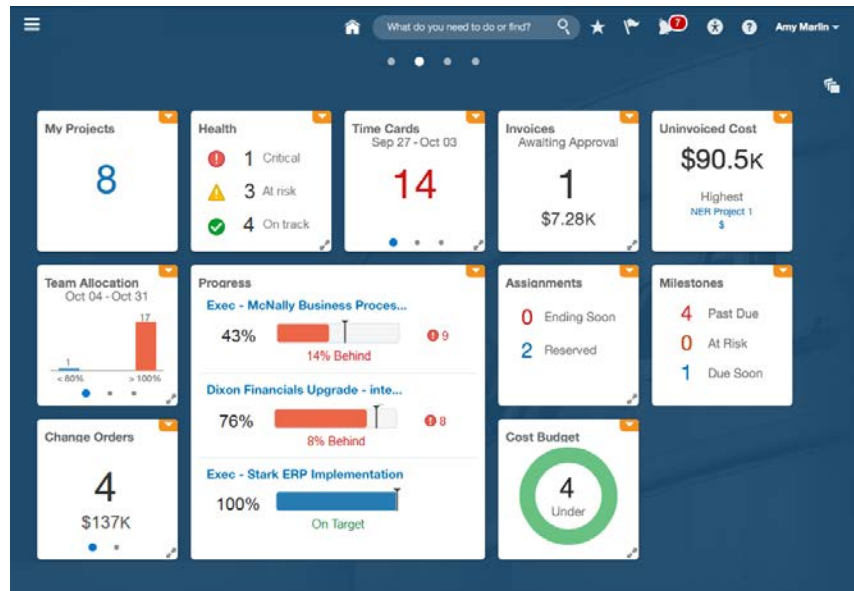 What do you need to do or find?
7
Amy Marlin
My Projects
8
Health
1 Critical
3 At risk
4 On track
Time Cards
Sep 27 - Oct 03
14
Invoices
Awaiting Approval
1
$7.28K
Uninvoiced Cost
$90.5K
Highest
NER Project 1
$
Team Allocation
Oct 04 - Oct 31
17
1
< 80%
> 100%
Progress
Exec - McNally Business Proces...
43%
9
14% Behind
Dixon Financials Upgrade - inte...
76%
8
8% Behind
Exec - Stark ERP Implementation
100%
On Target
Assignments
0 Ending Soon
2 Reserved
Milestones
4 Past Due
0 At Risk
1 Due Soon
Change Orders
4
$137K
Cost Budget
4
Under